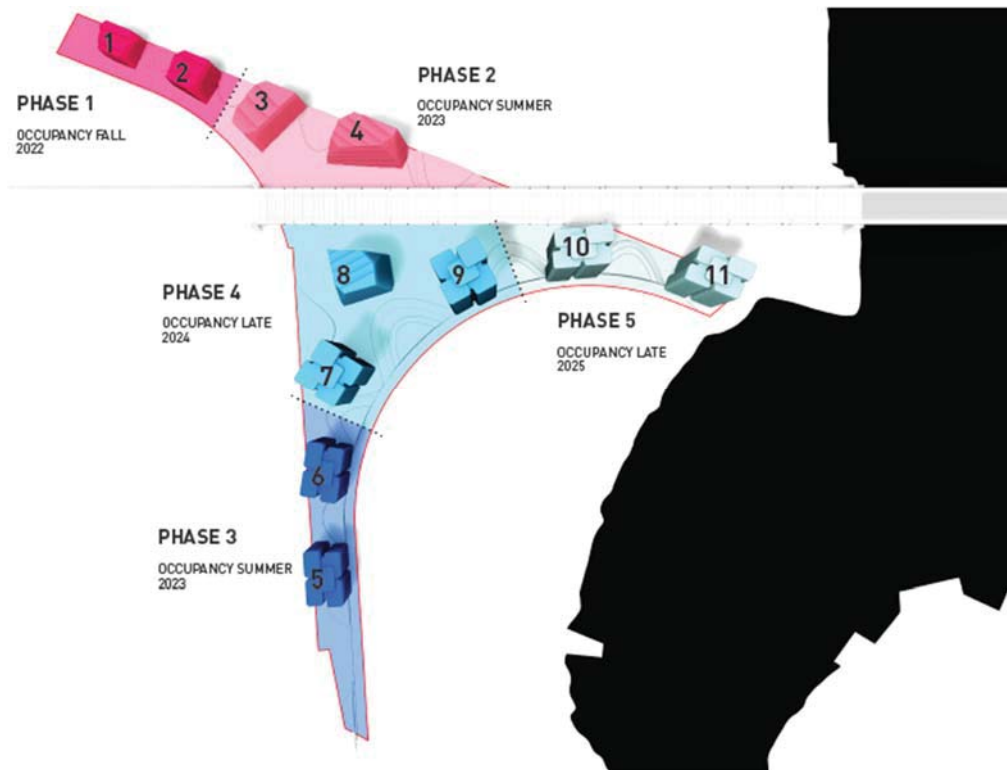 1
2
PHASE 1
OCCUPANCY FALL
2022
3
4
PHASE 2
OCCUPANCY SUMMER
2023
8
9
10
11
PHASE 4
OCCUPANCY LATE
2024
7
PHASE 5
OCCUPANCY LATE
2025
6
PHASE 3
OCCUPANCY SUMMER
2023
5